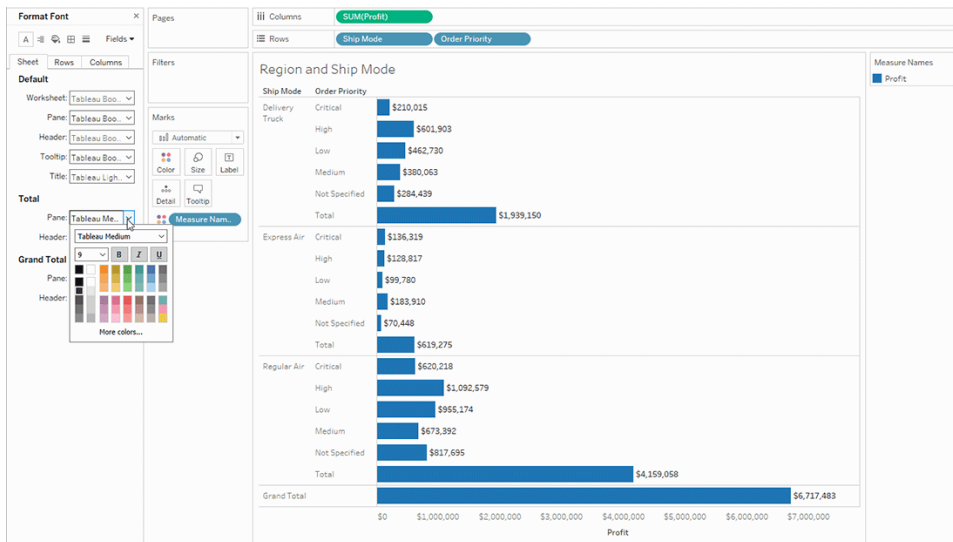 Format Font ×
A Fields
Sheet Rows Columns
Default
Worksheet: Tableau Boo..
Pane: Tableau Boo..
Header: Tableau Boo..
Tooltip: Tableau Boo..
Title: Tableau Ligh..
Total
Pane: Tableau Me..
Header:
Tableau Medium
9 B I U
Grand Total
Pane:
Header:
More colors...
Pages
Filters
Marks
Automatic
Color Size Label
Detail Tooltip
Measure Nam..
Columns SUM(Profit)
Rows Ship Mode Order Priority
Region and Ship Mode
Ship Mode Order Priority
Delivery Truck
Critical $210,015
High $601,903
Low $462,730
Medium $380,063
Not Specified $284,439
Total $1,939,150
Express Air Critical $136,319
High $128,817
Low $99,780
Medium $183,910
Not Specified $70,448
Total $619,275
Regular Air Critical $620,218
High $1,092,579
Low $955,174
Medium $673,392
Not Specified $817,695
Total $4,159,058
Grand Total $6,717,483
$0 $1,000,000 $2,000,000 $3,000,000 $4,000,000 $5,000,000 $6,000,000 $7,000,000
Profit
Measure Names
Profit